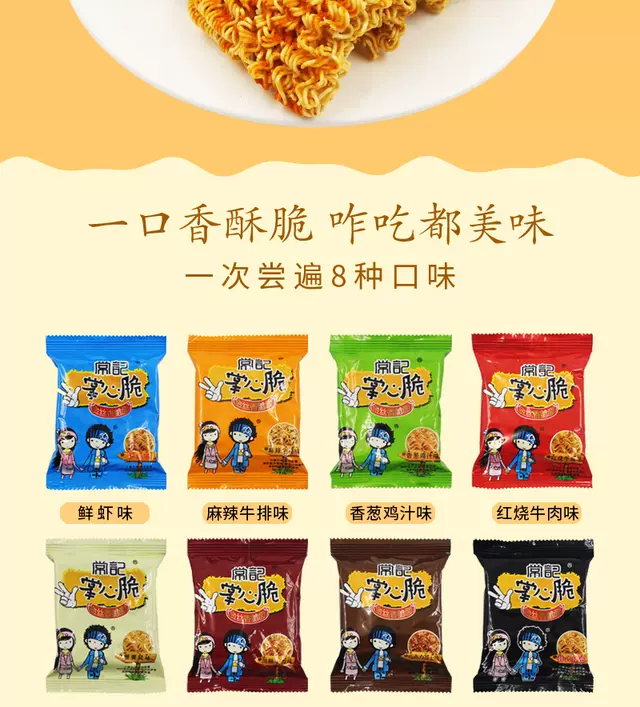 一口香酥脆 咋吃都美味
一次尝遍8种口味
常記 常記 常記 常記
掌心脆 掌心脆 掌心脆 掌心脆
鲜虾味 麻辣牛排味 香葱鸡汁味 红烧牛肉味
常記 常記 常記 常記
掌心脆 掌心脆 掌心脆 掌心脆